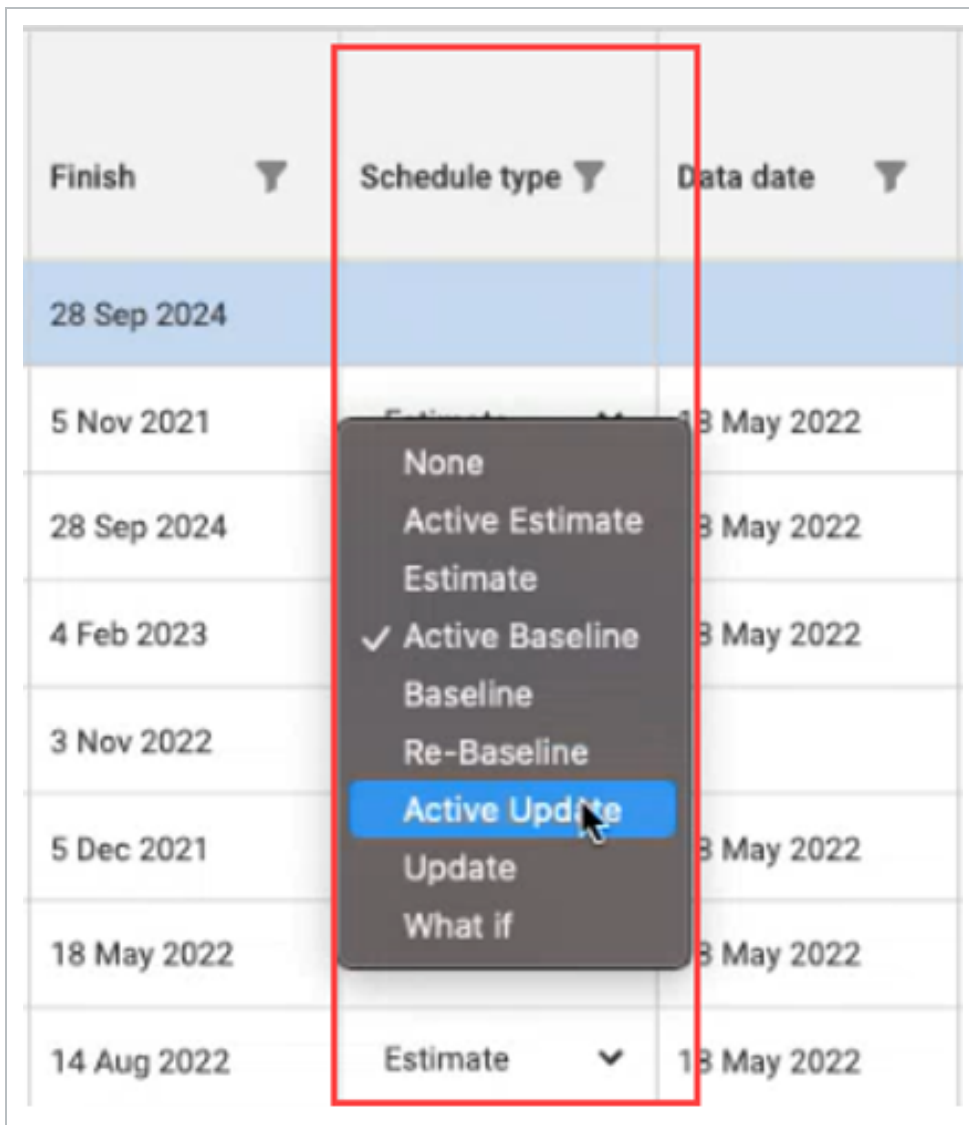 Finish Schedule type Data date
28 Sep 2024
5 Nov 2021 Estimate 18 May 2022
None
Active Estimate
28 Sep 2024 8 May 2022
Estimate
4 Feb 2023 ✓ Active Baseline 8 May 2022
Baseline
3 Nov 2022 Re-Baseline
Active Update
5 Dec 2021 8 May 2022
Update
What if
18 May 2022 8 May 2022
14 Aug 2022 Estimate 18 May 2022